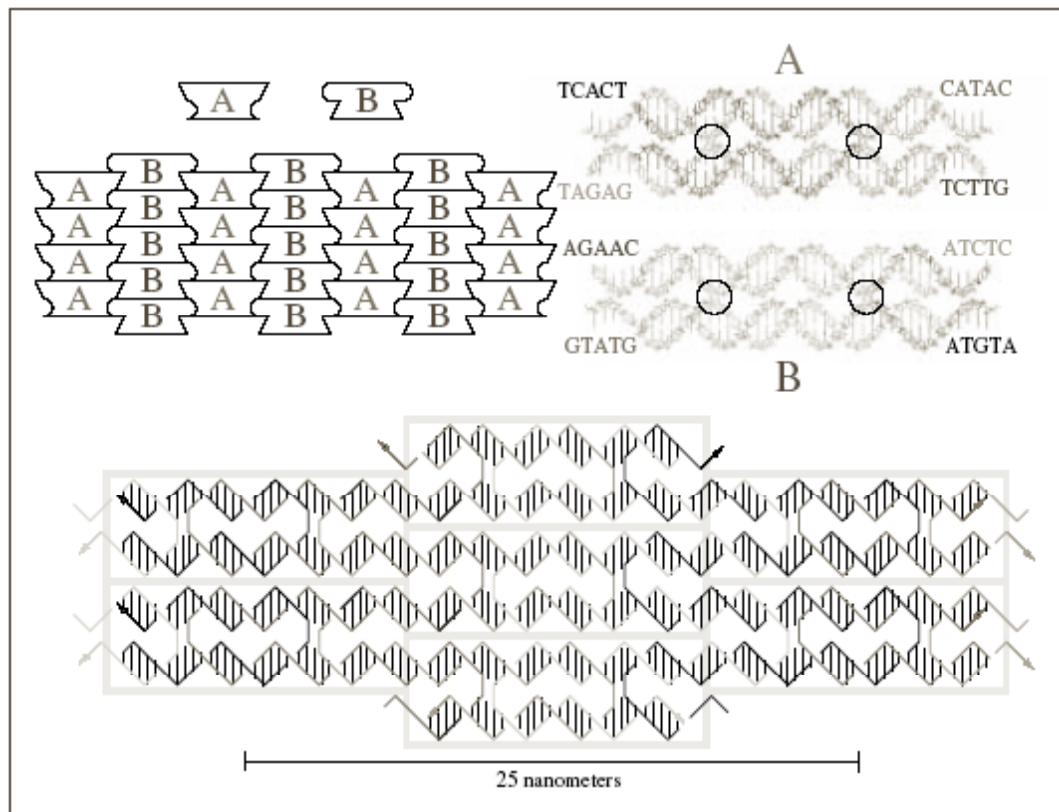 A B
B B B
A A A A
B B B
A A A A
B B B
A A A A
B B B
A A A A
B B B
A
TCACT CATAC
TAGAG TCTTG
AGAAC ATCTC
GTATG ATGTA
B
25 nanometers